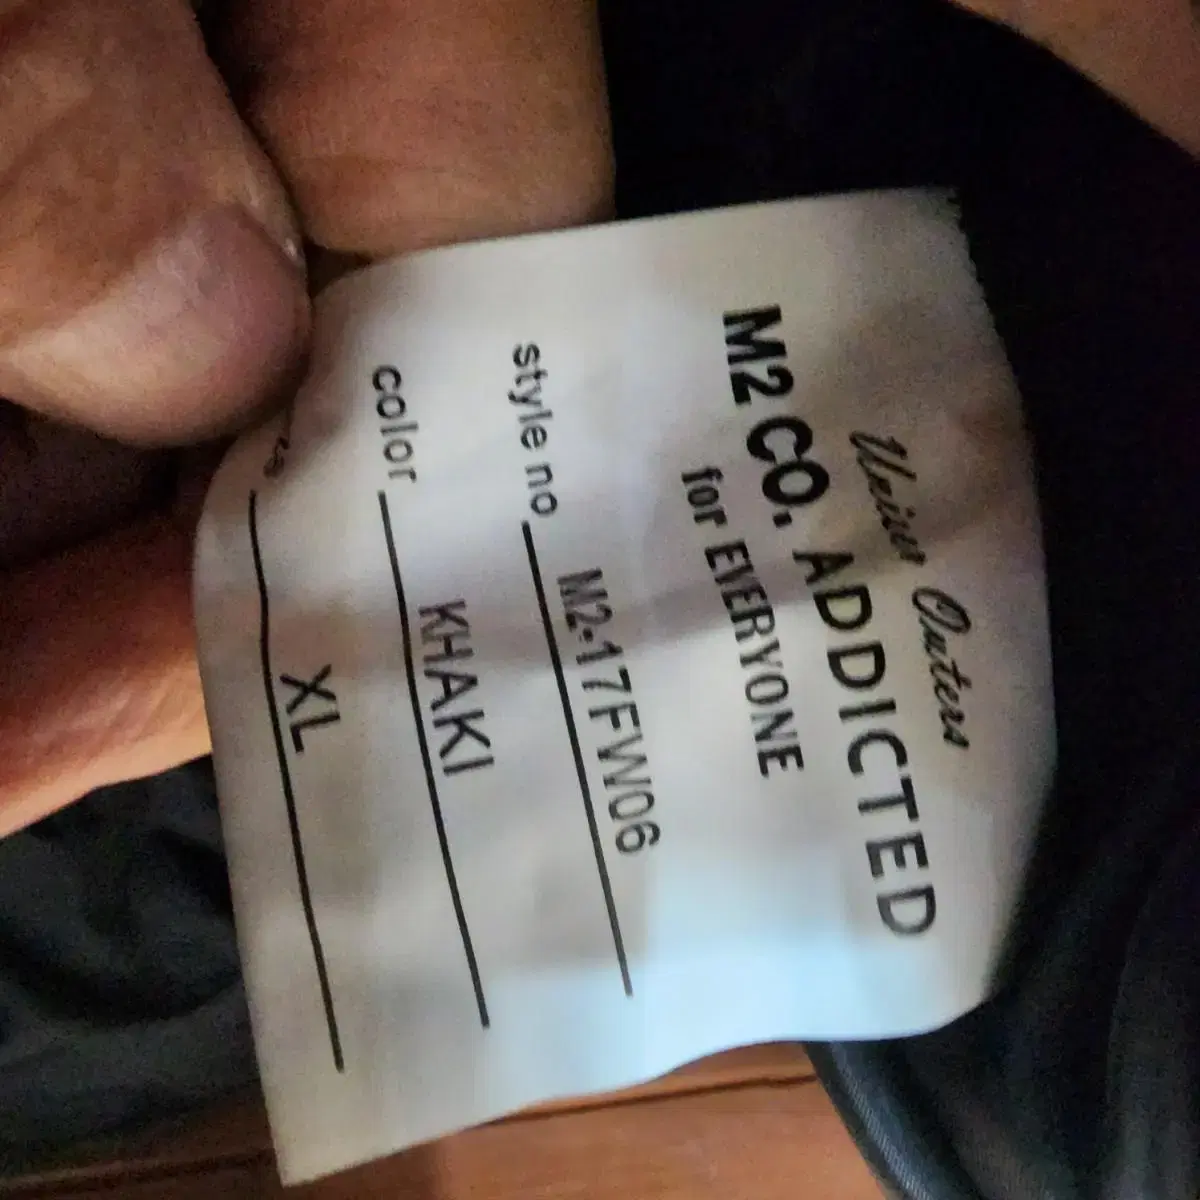 Unisex Outers
M2 CO. ADDICTED
for EVERYONE
style no. M2-17FW06
color KHAKI
XL